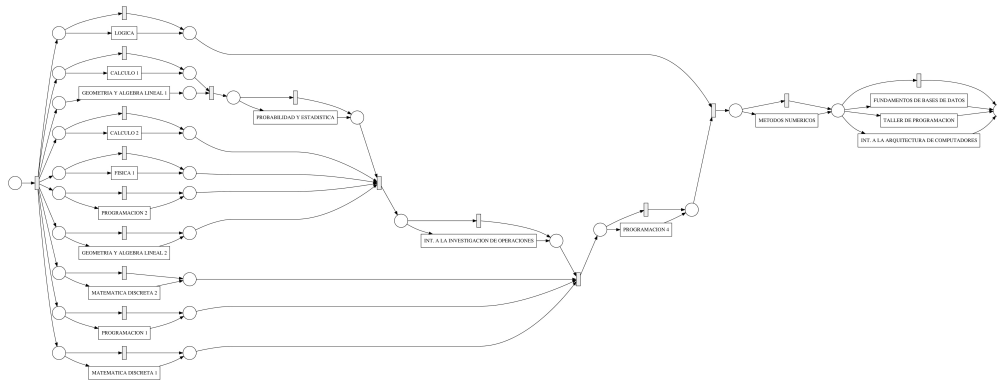 LOGICA
CALCULO 1
GEOMETRIA Y ALGEBRA LINEAL 1
PROBABILIDAD Y ESTADISTICA
CALCULO 2
FISICA 1
PROGRAMACION 2
GEOMETRIA Y ALGEBRA LINEAL 2
MATEMATICA DISCRETA 2
PROGRAMACION 1
MATEMATICA DISCRETA 1
INT. A LA INVESTIGACION DE OPERACIONES
PROGRAMACION 4
METODOS NUMERICOS
FUNDAMENTOS DE BASES DE DATOS
TALLER DE PROGRAMACION
INT. A LA ARQUITECTURA DE COMPUTADORES